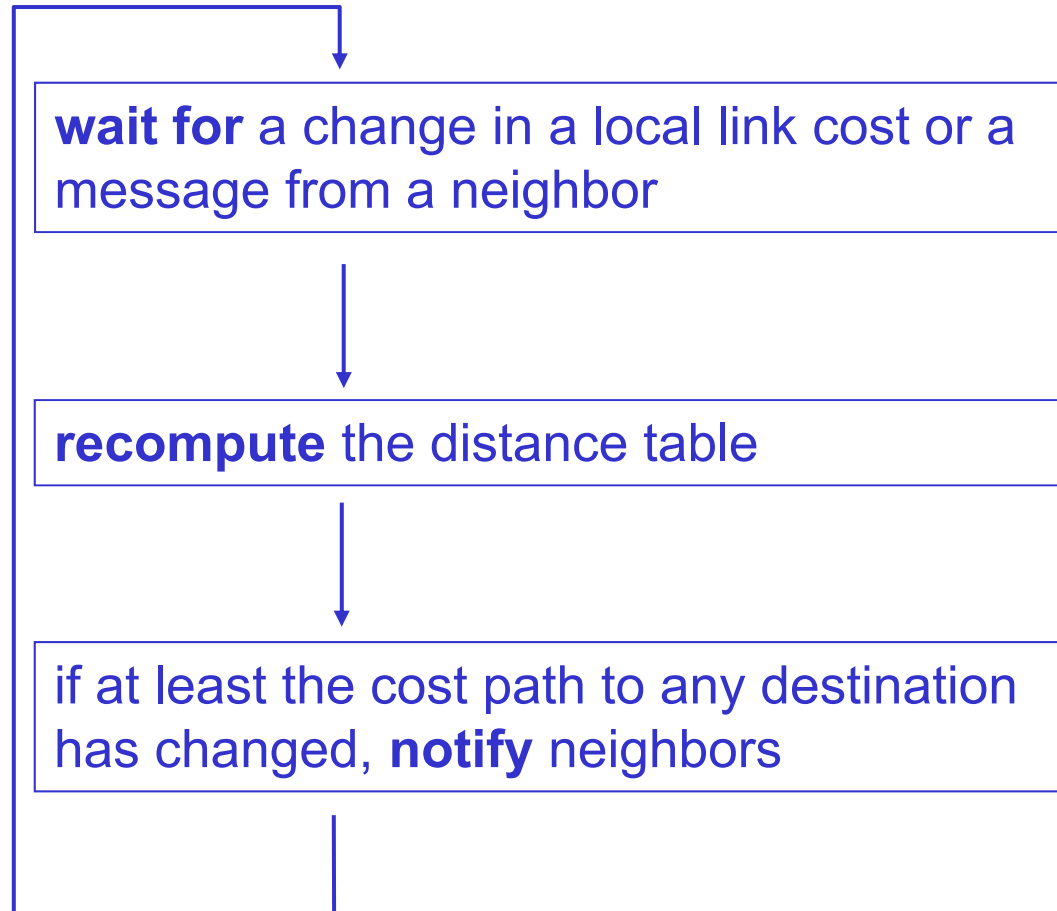 wait for a change in a local link cost or a
message from a neighbor
recompute the distance table
if at least the cost path to any destination
has changed, notify neighbors